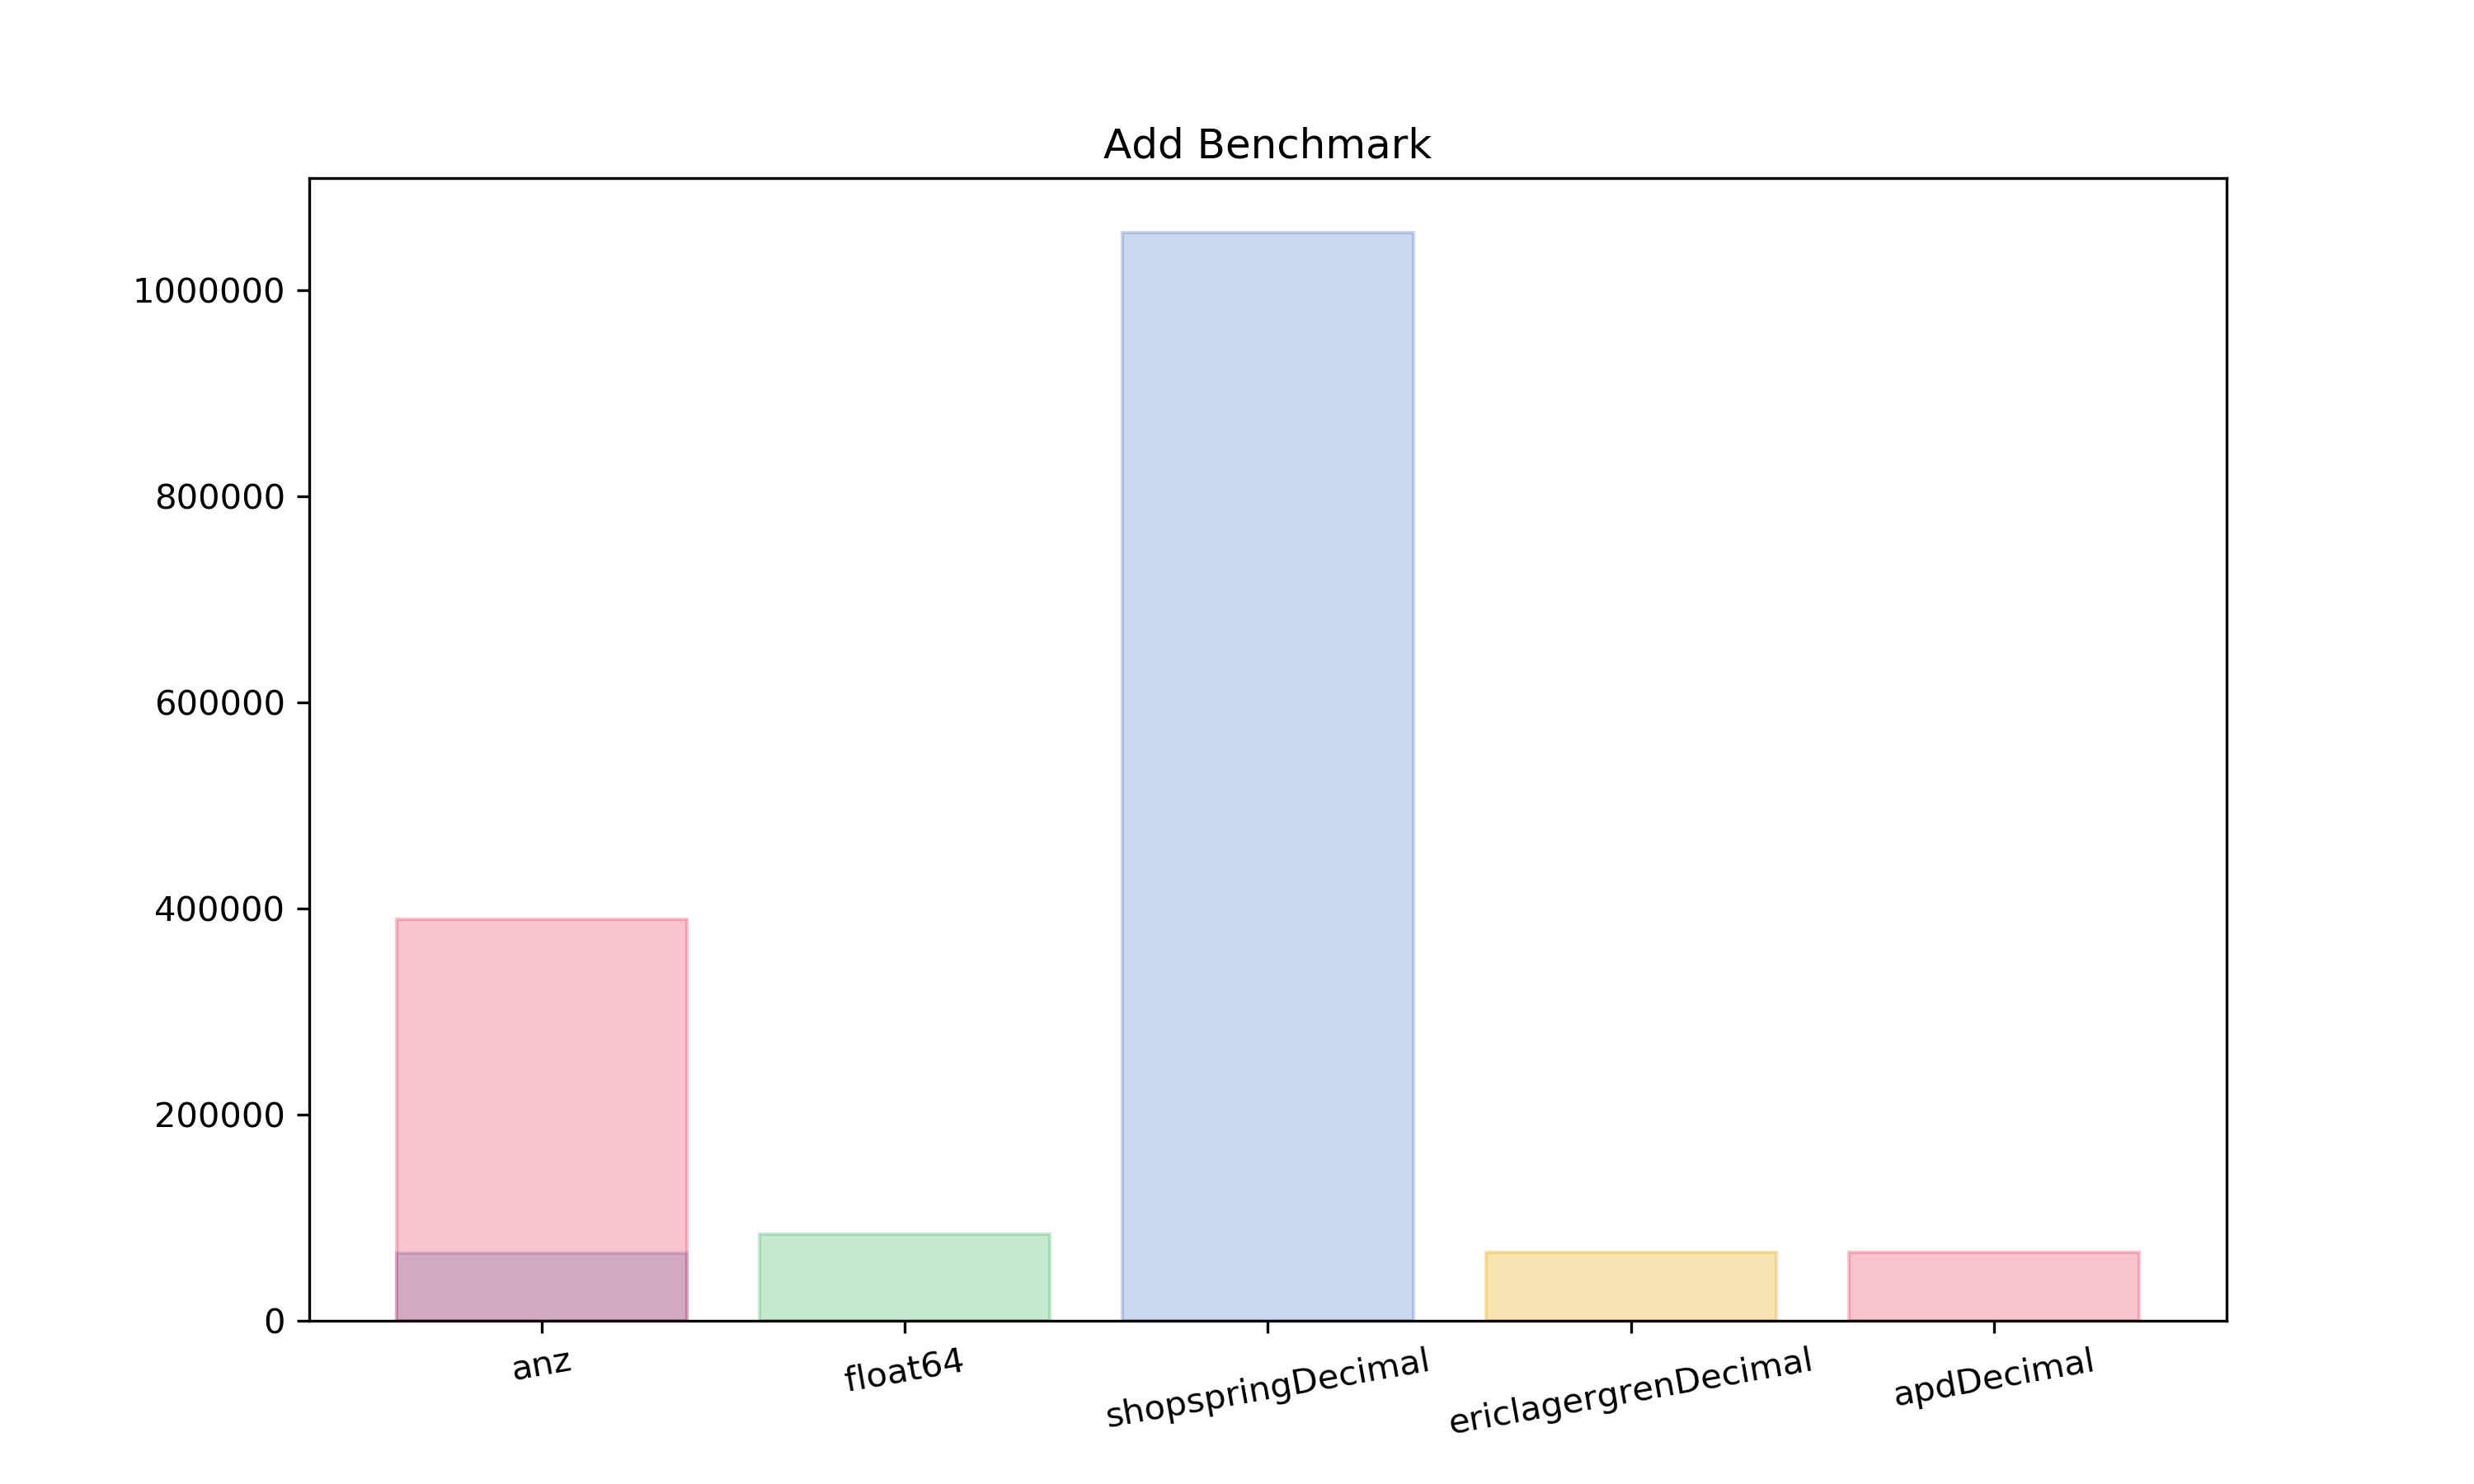 Add Benchmark
1000000
800000
600000
400000
200000
0
anz
float64
shopspringDecimal
ericlagergrenDecimal
apdDecimal